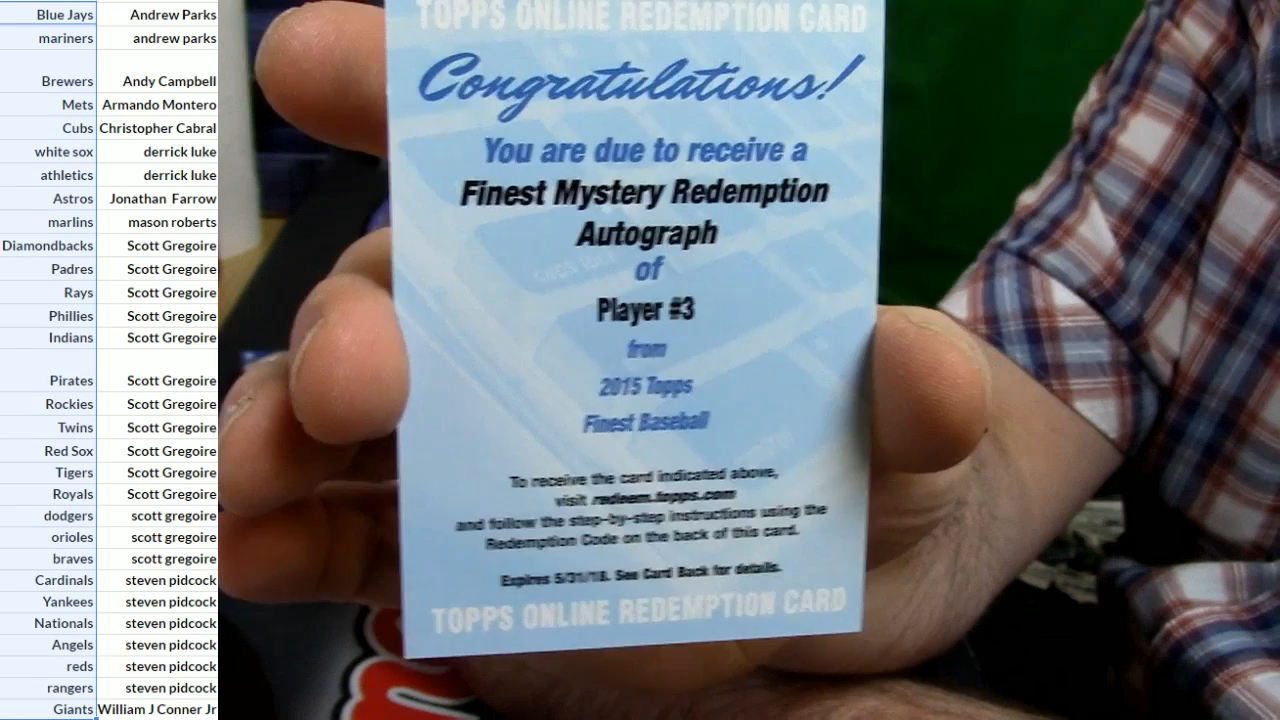 Blue Jays Andrew Parks
mariners andrew parks
Brewers Andy Campbell
Mets Armando Montero
Cubs Christopher Cabral
white sox derrick luke
athletics derrick luke
Astros Jonathan Farrow
marlins mason roberts
Diamondbacks Scott Gregoire
Padres Scott Gregoire
Rays Scott Gregoire
Phillies Scott Gregoire
Indians Scott Gregoire
Pirates Scott Gregoire
Rockies Scott Gregoire
Twins Scott Gregoire
Red Sox Scott Gregoire
Tigers Scott Gregoire
Royals Scott Gregoire
dodgers scott gregoire
orioles scott gregoire
braves scott gregoire
Cardinals steven pidcock
Yankees steven pidcock
Nationals steven pidcock
Angels steven pidcock
reds steven pidcock
rangers steven pidcock
Giants William J Conner Jr
TOPPS ONLINE REDEMPTION CARD
Congratulations!
You are due to receive a
Finest Mystery Redemption
Autograph
of
Player #3
from
2015 Topps
Finest Baseball
To receive the card indicated above,
visit redeem.topps.com
and follow the step-by-step instructions using the
Redemption Code on the back of this card.
Expires 5/31/18. See Card Back for details.
TOPPS ONLINE REDEMPTION CARD